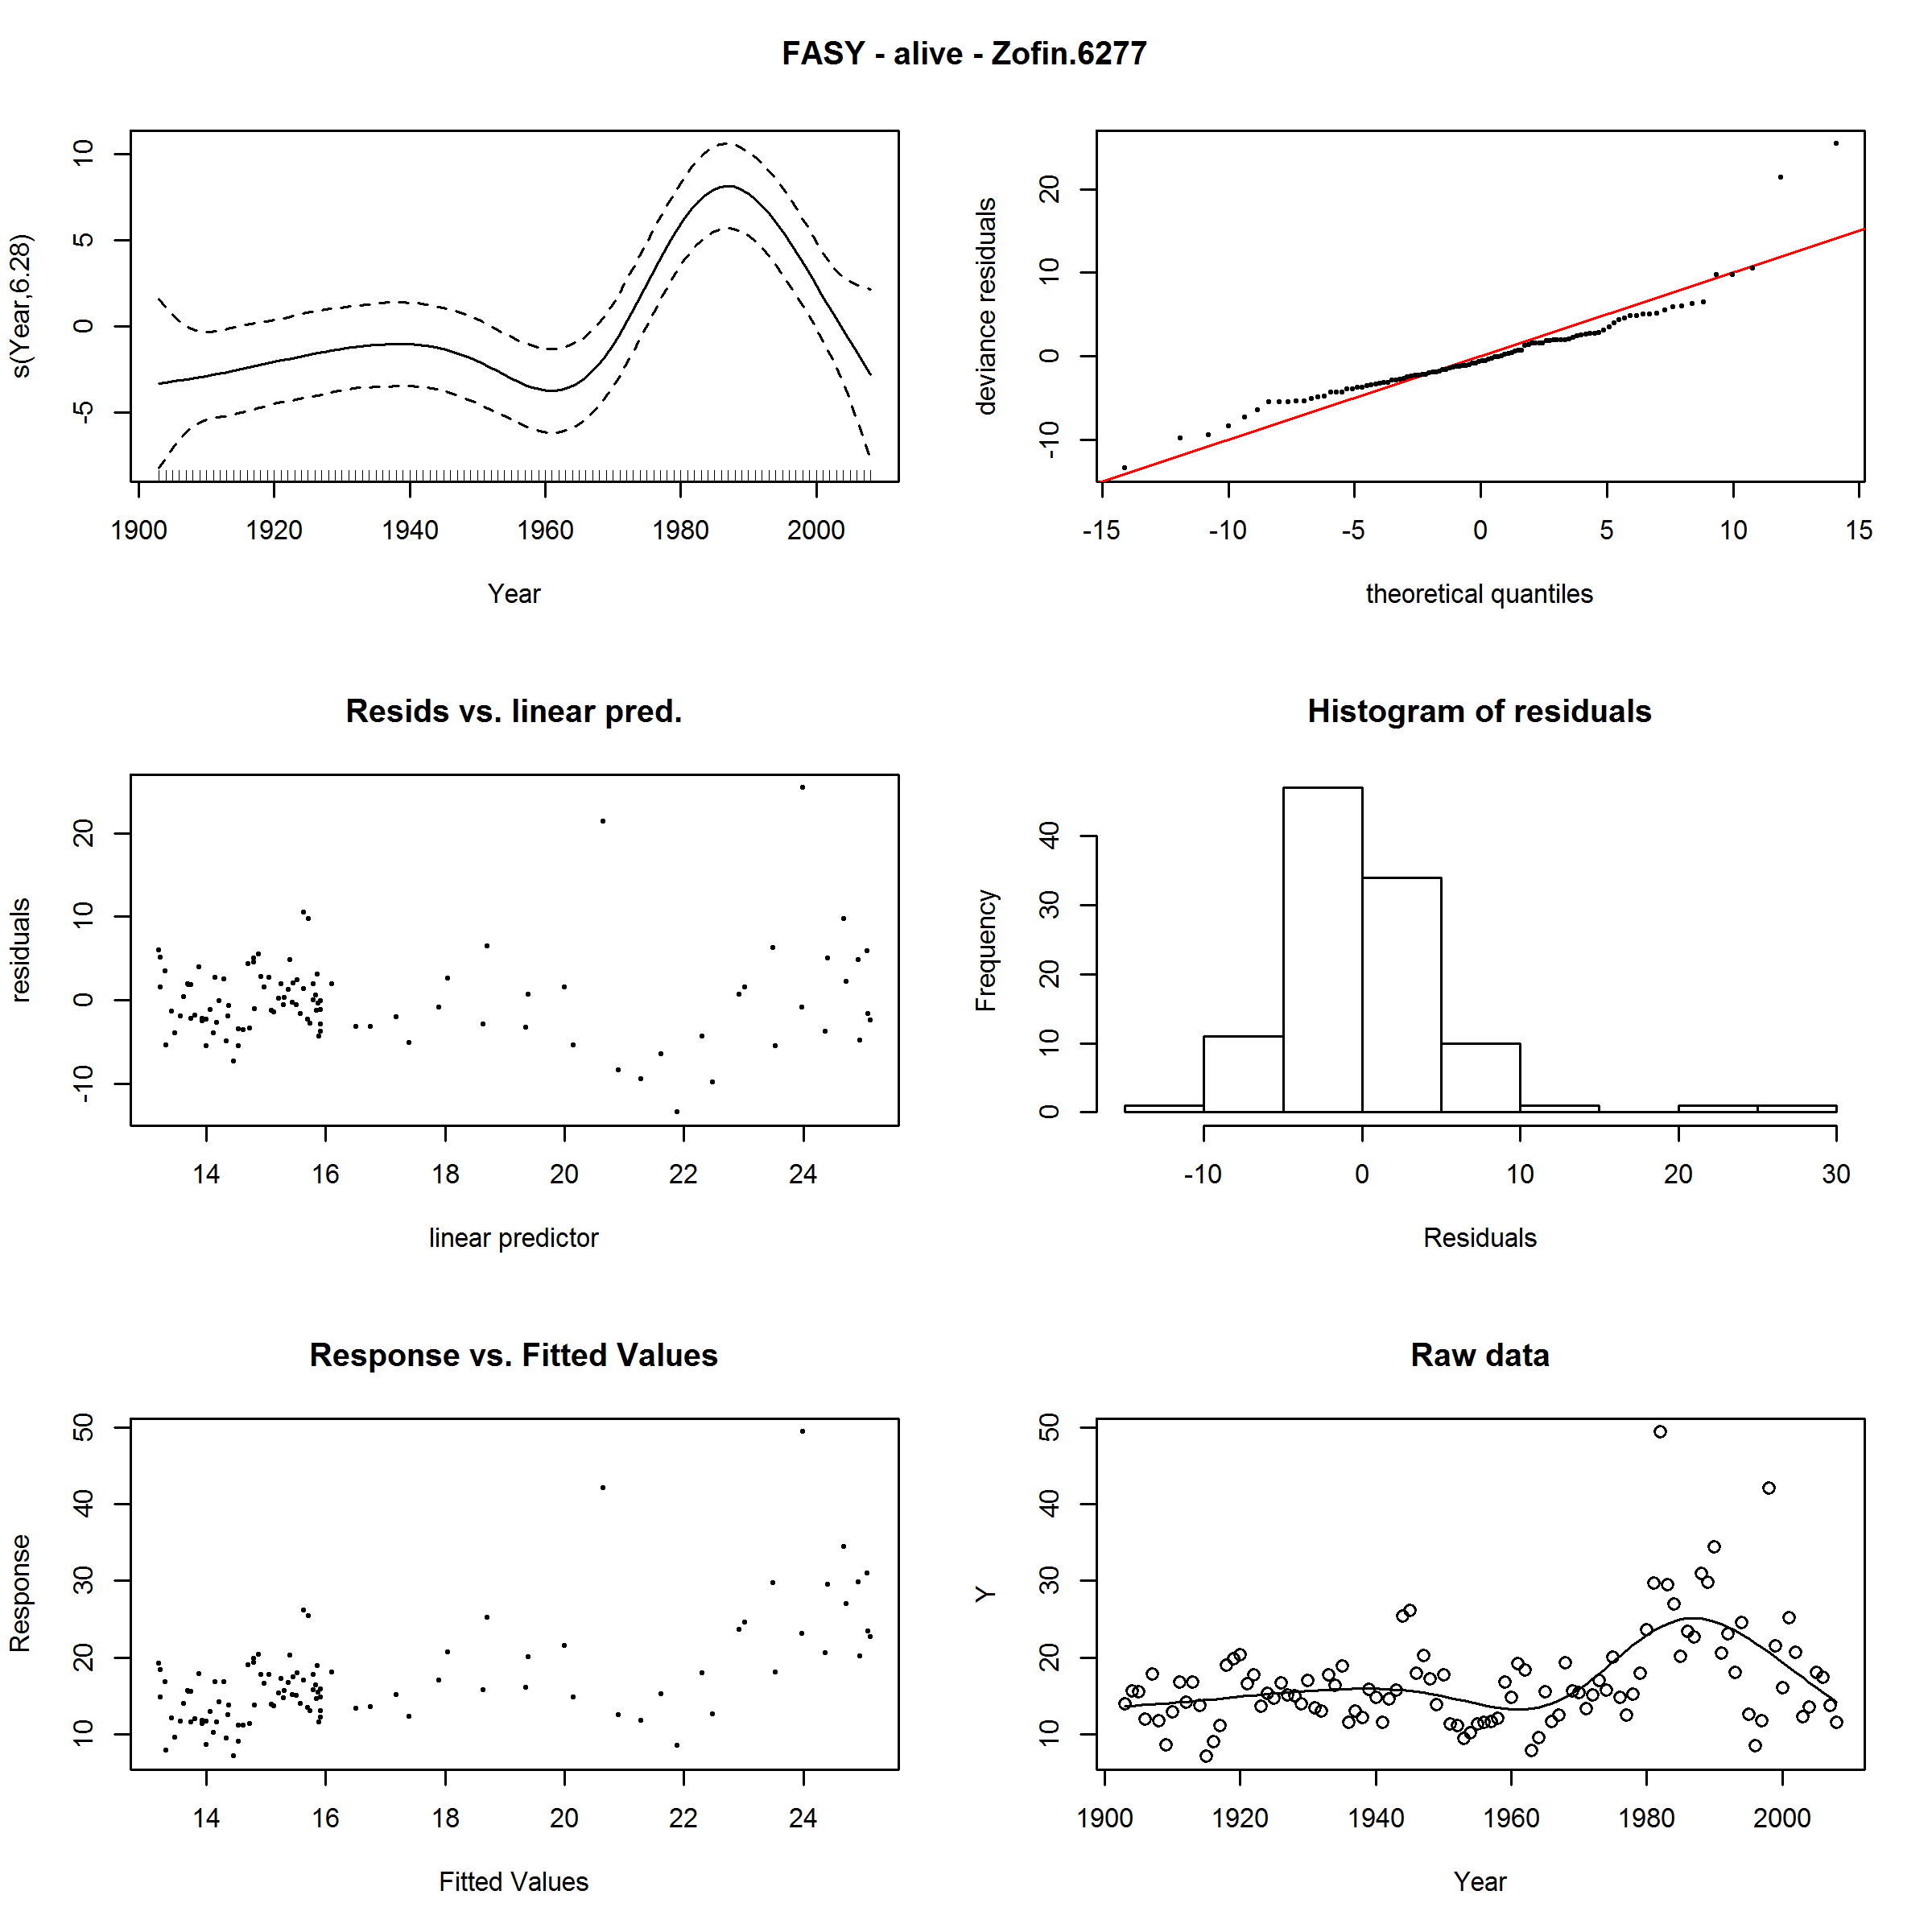 FASY - alive - Zofin.6277
s(Year,6.28)
-5 0 5 10
1900 1920 1940 1960 1980 2000
Year
deviance residuals
-10 0 10 20
-15 -10 -5 0 5 10 15
theoretical quantiles
Resids vs. linear pred.
residuals
-10 0 10 20
14 16 18 20 22 24
linear predictor
Histogram of residuals
Frequency
0 10 20 30 40
-10 0 10 20 30
Residuals
Response vs. Fitted Values
Response
10 20 30 40 50
14 16 18 20 22 24
Fitted Values
Raw data
Y
10 20 30 40 50
1900 1920 1940 1960 1980 2000
Year